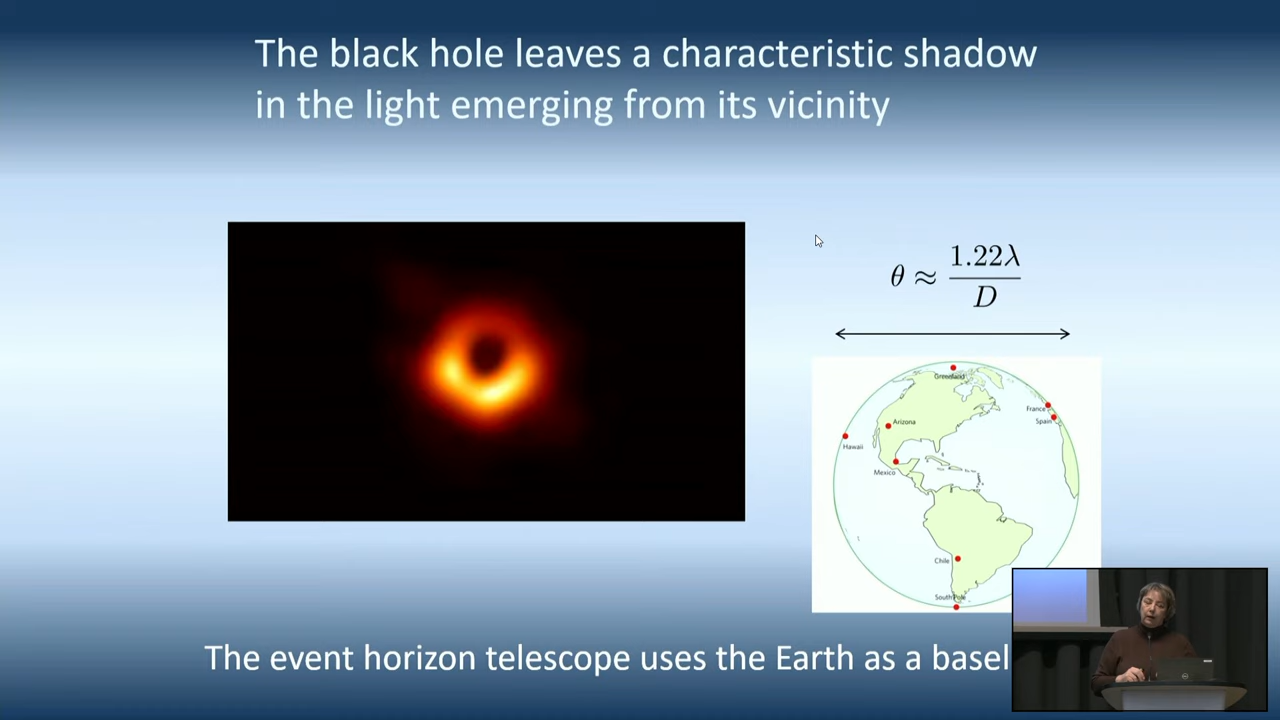 The black hole leaves a characteristic shadow
in the light emerging from its vicinity
θ ≈ 1.22λ / D
Greenland
France
Spain
Arizona
Hawaii
Mexico
Chile
South Pole
The event horizon telescope uses the Earth as a basel